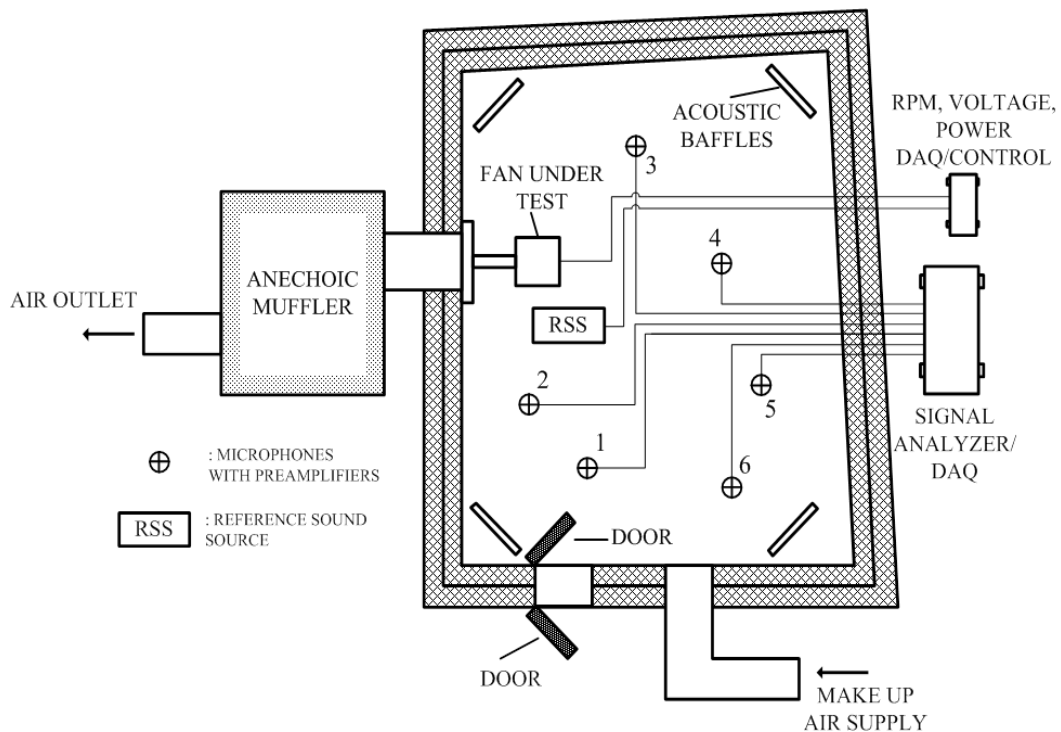 ACOUSTIC
BAFFLES
RPM, VOLTAGE,
POWER
DAQ/CONTROL
3
FAN UNDER
TEST
4
ANECHOIC
MUFFLER
AIR OUTLET
RSS
2
5
1
6
SIGNAL
ANALYZER/
DAQ
: MICROPHONES
WITH PREAMPLIFIERS
RSS
: REFERENCE SOUND
SOURCE
DOOR
DOOR
MAKE UP
AIR SUPPLY